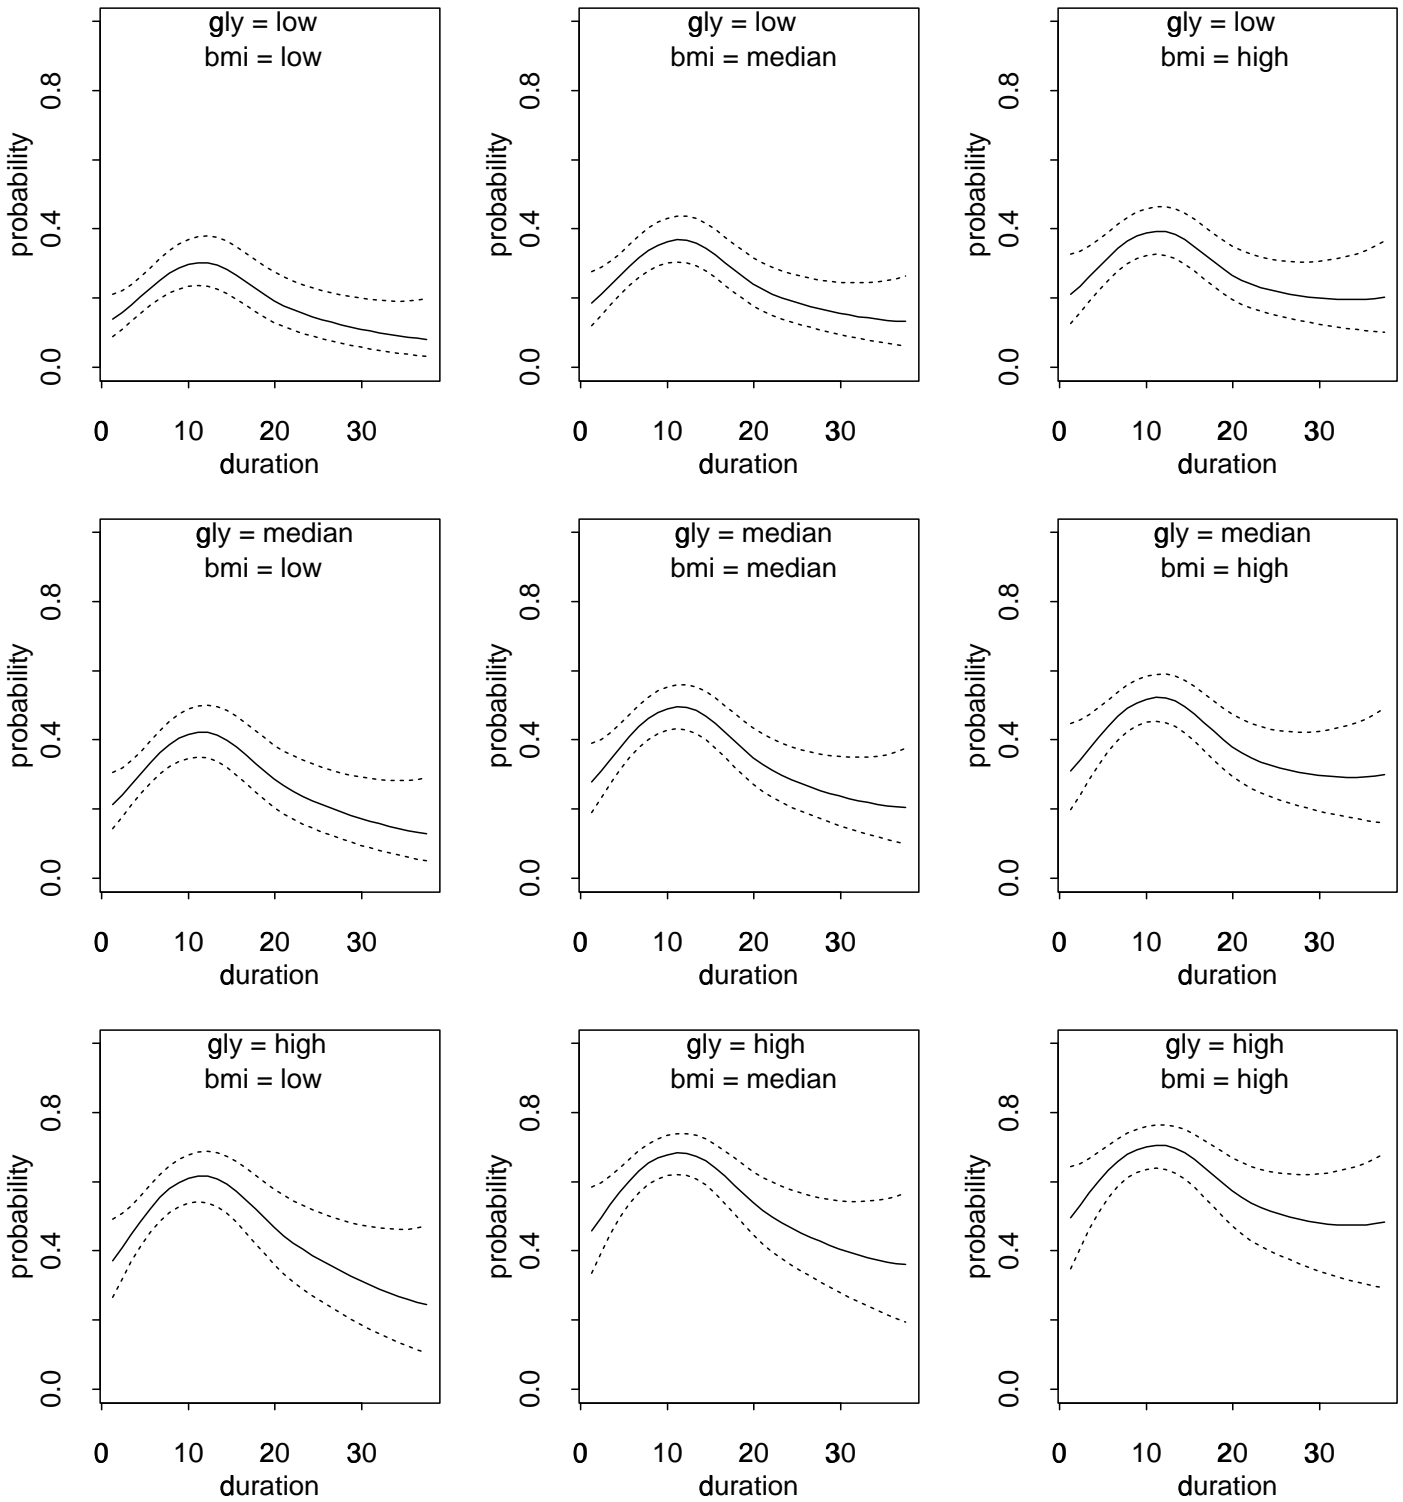 gly = low
bmi = low
probability
0.0 0.4 0.8
0 10 20 30
duration
gly = low
bmi = median
probability
0.0 0.4 0.8
0 10 20 30
duration
gly = low
bmi = high
probability
0.0 0.4 0.8
0 10 20 30
duration
gly = median
bmi = low
probability
0.0 0.4 0.8
0 10 20 30
duration
gly = median
bmi = median
probability
0.0 0.4 0.8
0 10 20 30
duration
gly = median
bmi = high
probability
0.0 0.4 0.8
0 10 20 30
duration
gly = high
bmi = low
probability
0.0 0.4 0.8
0 10 20 30
duration
gly = high
bmi = median
probability
0.0 0.4 0.8
0 10 20 30
duration
gly = high
bmi = high
probability
0.0 0.4 0.8
0 10 20 30
duration